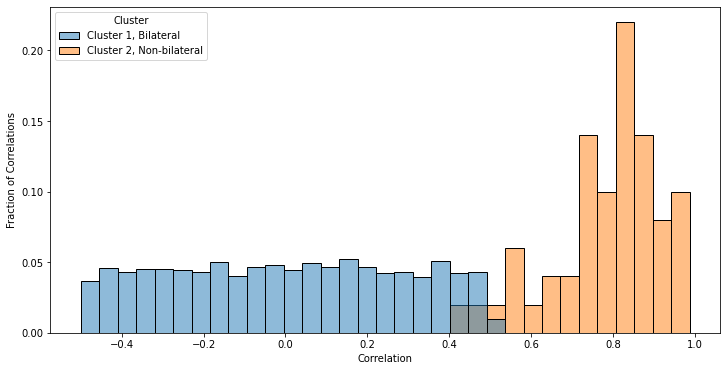 Cluster
Cluster 1, Bilateral
Cluster 2, Non-bilateral
Fraction of Correlations
0.20
0.15
0.10
0.05
0.00
−0.4 −0.2 0.0 0.2 0.4 0.6 0.8 1.0
Correlation